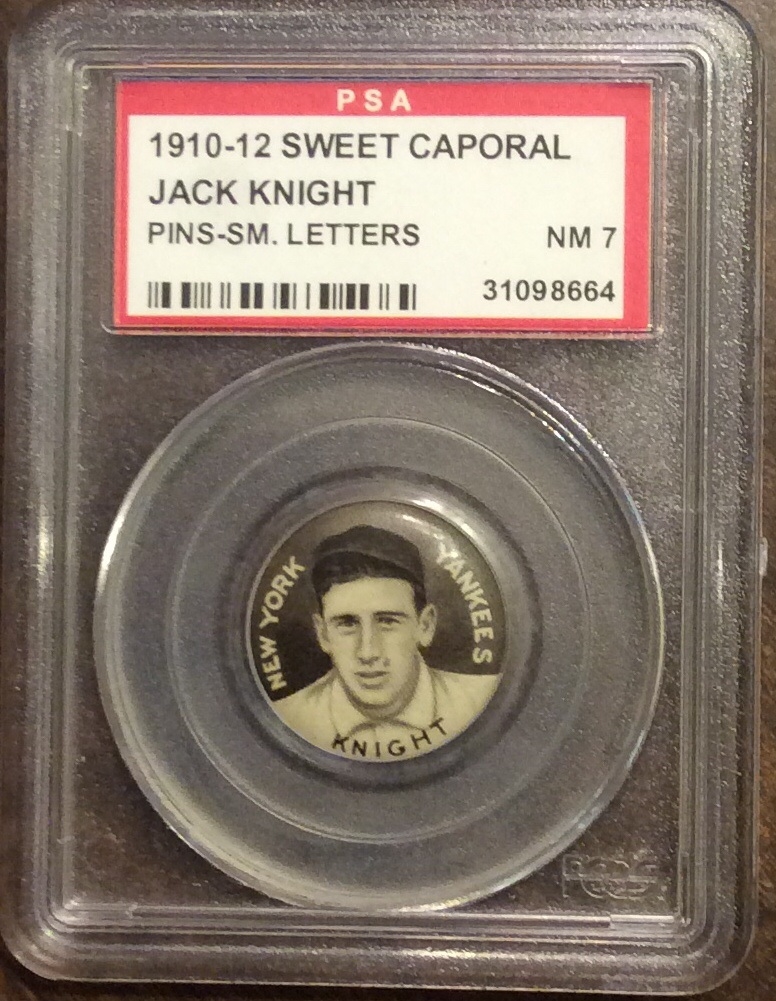 PSA
1910-12 SWEET CAPORAL
JACK KNIGHT
PINS-SM. LETTERS NM 7
31098664
NEW YORK YANKEES
KNIGHT